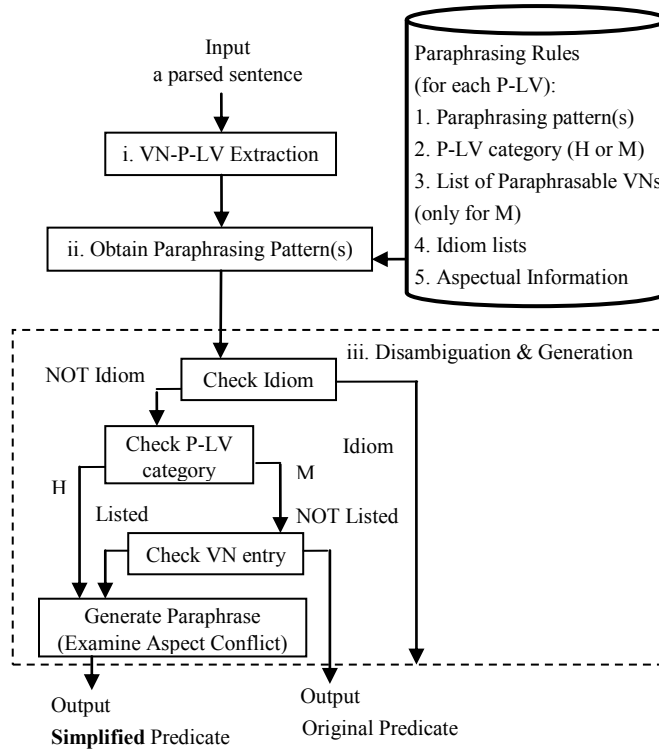 Input
a parsed sentence
i. VN-P-LV Extraction
ii. Obtain Paraphrasing Pattern(s)
Paraphrasing Rules
(for each P-LV):
1. Paraphrasing pattern(s)
2. P-LV category (H or M)
3. List of Paraphrasable VNs
(only for M)
4. Idiom lists
5. Aspectual Information
iii. Disambiguation & Generation
NOT Idiom
Check Idiom
Idiom
Check P-LV
category
H
M
Listed
NOT Listed
Check VN entry
Generate Paraphrase
(Examine Aspect Conflict)
Output
Simplified Predicate
Output
Original Predicate